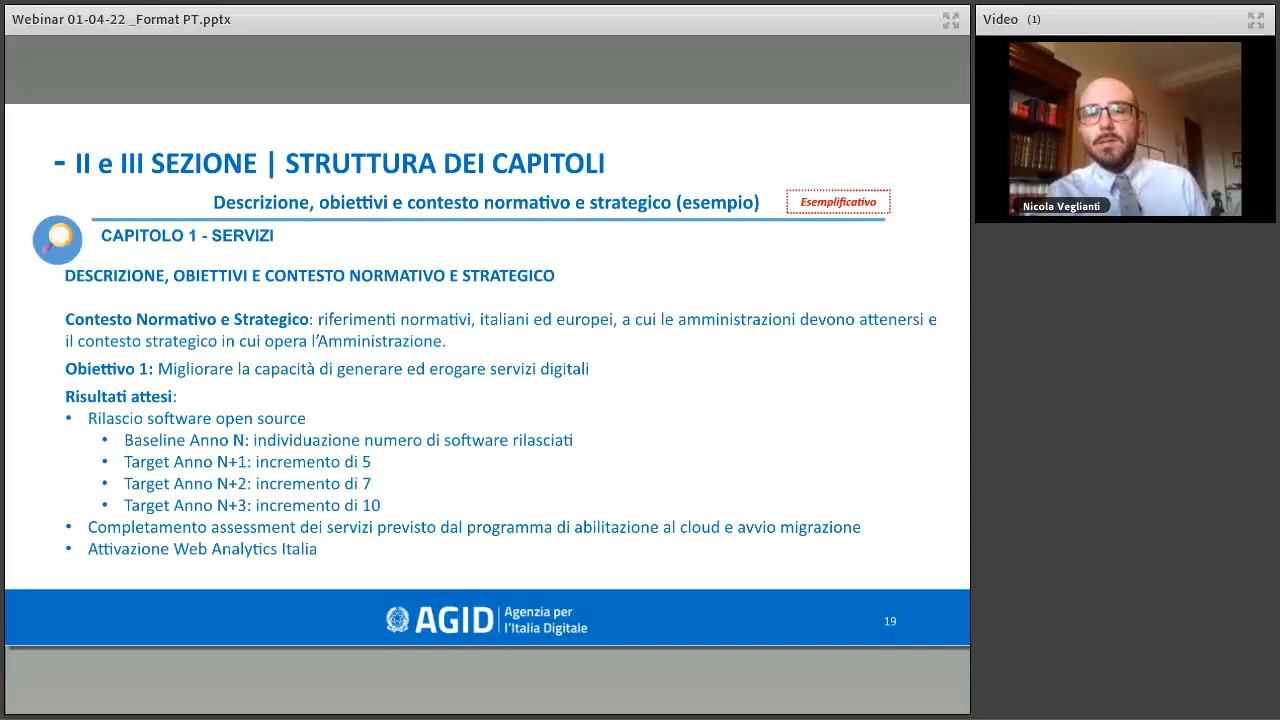 Webinar 01-04-22 _Format PT.pptx
Video (1)
- II e III SEZIONE | STRUTTURA DEI CAPITOLI
Descrizione, obiettivi e contesto normativo e strategico (esempio)
Esemplificativo
CAPITOLO 1 - SERVIZI
DESCRIZIONE, OBIETTIVI E CONTESTO NORMATIVO E STRATEGICO
Contesto Normativo e Strategico: riferimenti normativi, italiani ed europei, a cui le amministrazioni devono attenersi e
il contesto strategico in cui opera l’Amministrazione.
Obiettivo 1: Migliorare la capacità di generare ed erogare servizi digitali
Risultati attesi:
• Rilascio software open source
• Baseline Anno N: individuazione numero di software rilasciati
• Target Anno N+1: incremento di 5
• Target Anno N+2: incremento di 7
• Target Anno N+3: incremento di 10
• Completamento assessment dei servizi previsto dal programma di abilitazione al cloud e avvio migrazione
• Attivazione Web Analytics Italia
AGID | Agenzia per
l’Italia Digitale
19
Nicola Veglianti